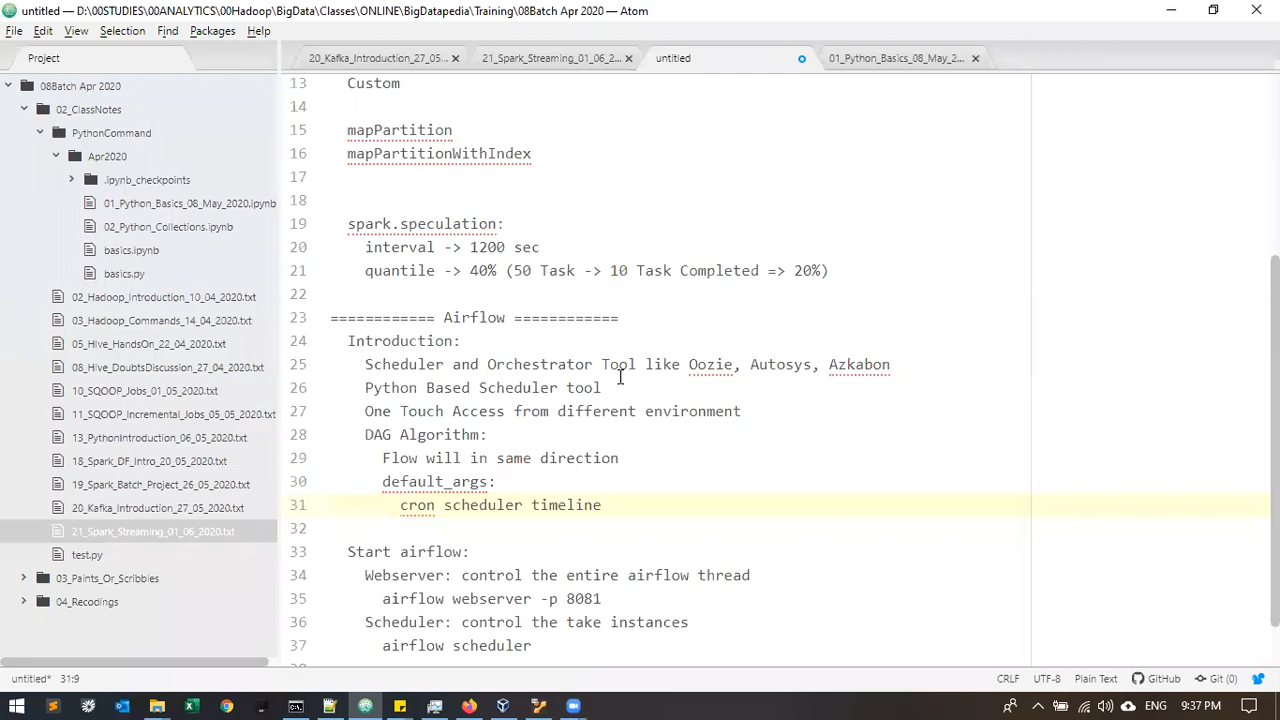 untitled — D:\00STUDIES\00ANALYTICS\00Hadoop\BigData\Classes\ONLINE\BigDatapedia\Training\08Batch Apr 2020 — Atom
File Edit View Selection Find Packages Help
Project
20_Kafka_Introduction_27_05...
21_Spark_Streaming_01_06_2...
untitled
01_Python_Basics_08_May_2...
08Batch Apr 2020
02_ClassNotes
PythonCommand
Apr2020
.ipynb_checkpoints
01_Python_Basics_08_May_2020.ipynb
02_Python_Collections.ipynb
basics.ipynb
basics.py
02_Hadoop_Introduction_10_04_2020.txt
03_Hadoop_Commands_14_04_2020.txt
05_Hive_HandsOn_22_04_2020.txt
08_Hive_DoubtsDiscussion_27_04_2020.txt
10_SQOOP_Jobs_01_05_2020.txt
11_SQOOP_Incremental_Jobs_05_05_2020.txt
13_PythonIntroduction_06_05_2020.txt
18_Spark_DF_Intro_20_05_2020.txt
19_Spark_Batch_Project_26_05_2020.txt
20_Kafka_Introduction_27_05_2020.txt
21_Spark_Streaming_01_06_2020.txt
test.py
03_Paints_Or_Scribbles
04_Recodings
13 Custom
14
15 mapPartition
16 mapPartitionWithIndex
17
18
19 spark.speculation:
20 interval -> 1200 sec
21 quantile -> 40% (50 Task -> 10 Task Completed => 20%)
22
23 ============ Airflow ============
24 Introduction:
25 Scheduler and Orchestrator Tool like Oozie, Autosys, Azkabon
26 Python Based Scheduler tool
27 One Touch Access from different environment
28 DAG Algorithm:
29 Flow will in same direction
30 default_args:
31 cron scheduler timeline
32
33 Start airflow:
34 Webserver: control the entire airflow thread
35 airflow webserver -p 8081
36 Scheduler: control the take instances
37 airflow scheduler
untitled* 31:9
CRLF UTF-8 Plain Text GitHub Git (0)
ENG 9:37 PM